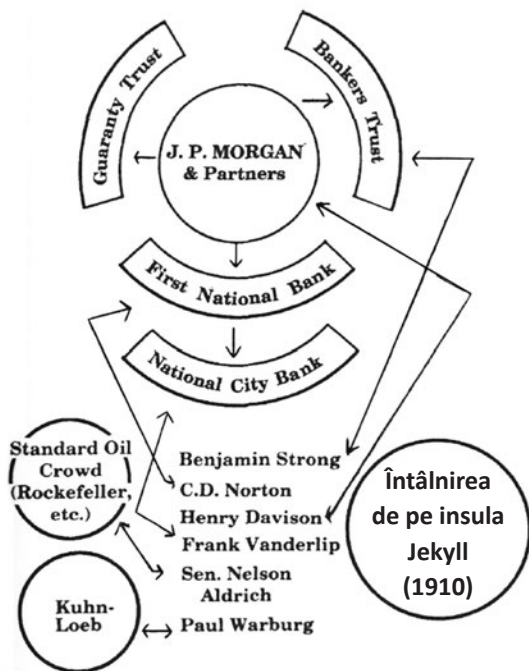 Guaranty Trust
Bankers Trust
J. P. MORGAN
& Partners
First National Bank
National City Bank
Standard Oil
Crowd
(Rockefeller,
etc.)
Kuhn-
Loeb
Benjamin Strong
C.D. Norton
Henry Davison
Frank Vanderlip
Sen. Nelson
Aldrich
Paul Warburg
Întâlnirea
de pe insula
Jekyll
(1910)